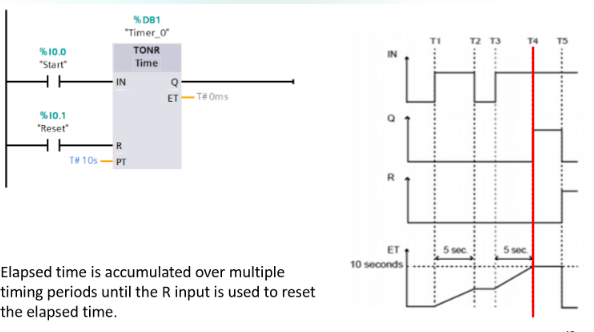 %DB1
"Timer_0"
%I0.0
"Start"
TONR
Time
IN
Q
ET
T#0ms
%I0.1
"Reset"
R
T#10s
PT
T1 T2 T3 T4 T5
IN
Q
R
ET
5 sec. 5 sec.
10 seconds
Elapsed time is accumulated over multiple
timing periods until the R input is used to reset
the elapsed time.